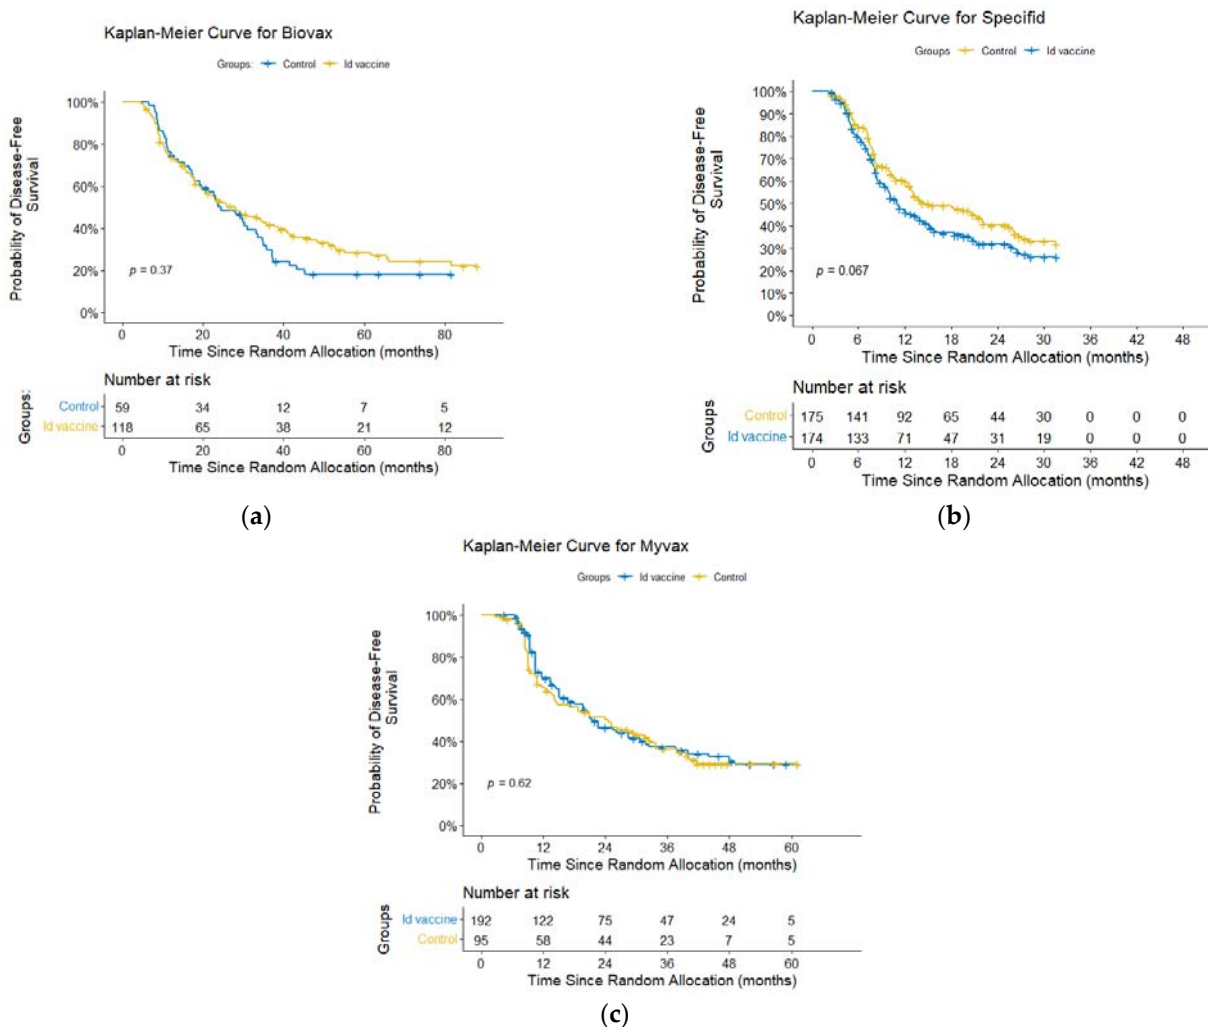 Kaplan-Meier Curve for Biovax
Groups: Control Id vaccine
Probability of Disease-Free
Survival
100%
80%
60%
40%
20%
0%
p = 0.37
0 20 40 60 80
Time Since Random Allocation (months)
Number at risk
Groups:
Control 59 34 12 7 5
Id vaccine 118 65 38 21 12
0 20 40 60 80
Time Since Random Allocation (months)
(a)
Kaplan-Meier Curve for Specifid
Groups Control Id vaccine
Probability of Disease-Free
Survival
100%
90%
80%
70%
60%
50%
40%
30%
20%
10%
0%
p = 0.067
0 6 12 18 24 30 36 42 48
Time Since Random Allocation (months)
Number at risk
Groups
Control 175 141 92 65 44 30 0 0 0
Id vaccine 174 133 71 47 31 19 0 0 0
0 6 12 18 24 30 36 42 48
Time Since Random Allocation (months)
(b)
Kaplan-Meier Curve for Myvax
Groups Id vaccine Control
Probability of Disease-Free
Survival
100%
80%
60%
40%
20%
0%
p = 0.62
0 12 24 36 48 60
Time Since Random Allocation (months)
Number at risk
Groups
Id vaccine 192 122 75 47 24 5
Control 95 58 44 23 7 5
0 12 24 36 48 60
Time Since Random Allocation (months)
(c)